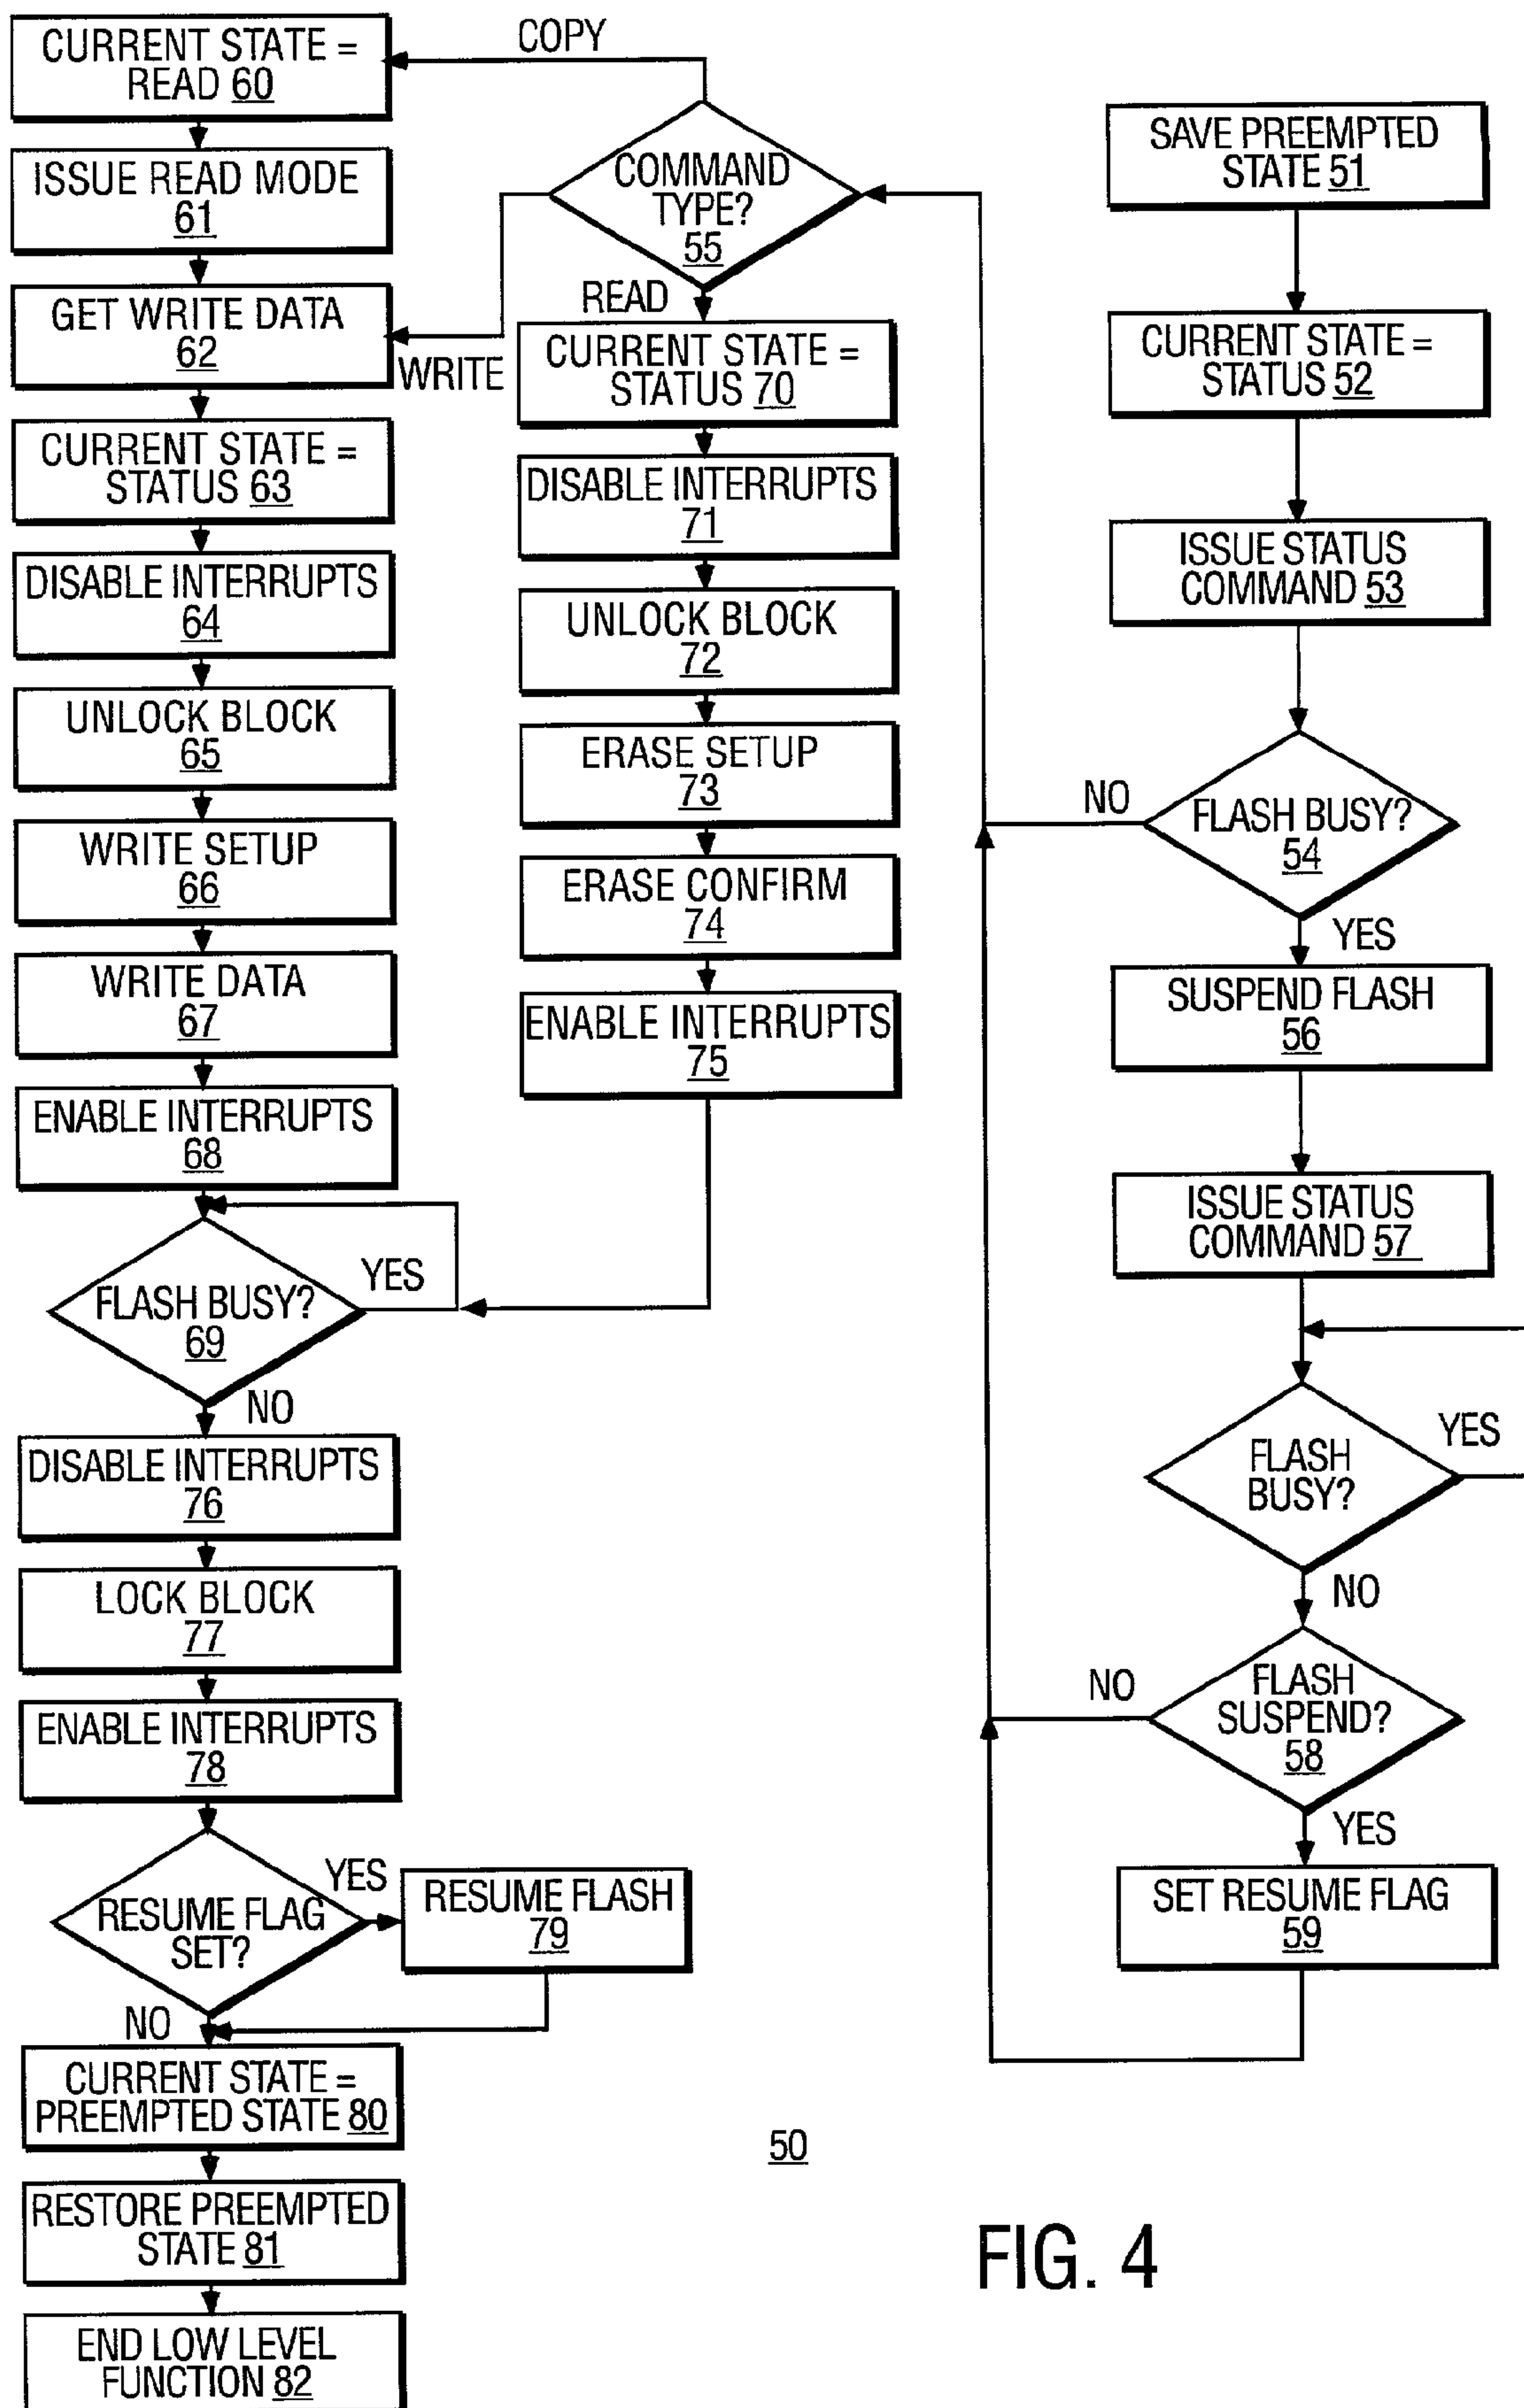 CURRENT STATE =
READ 60
ISSUE READ MODE
61
GET WRITE DATA
62
CURRENT STATE =
STATUS 63
DISABLE INTERRUPTS
64
UNLOCK BLOCK
65
WRITE SETUP
66
WRITE DATA
67
ENABLE INTERRUPTS
68
FLASH BUSY?
69
YES
NO
DISABLE INTERRUPTS
76
LOCK BLOCK
77
ENABLE INTERRUPTS
78
RESUME FLAG
SET?
YES
RESUME FLASH
79
NO
CURRENT STATE =
PREEMPTED STATE 80
RESTORE PREEMPTED
STATE 81
END LOW LEVEL
FUNCTION 82
COPY
COMMAND
TYPE?
55
READ
WRITE
CURRENT STATE =
STATUS 70
DISABLE INTERRUPTS
71
UNLOCK BLOCK
72
ERASE SETUP
73
ERASE CONFIRM
74
ENABLE INTERRUPTS
75
SAVE PREEMPTED
STATE 51
CURRENT STATE =
STATUS 52
ISSUE STATUS
COMMAND 53
NO
FLASH BUSY?
54
YES
SUSPEND FLASH
56
ISSUE STATUS
COMMAND 57
FLASH
BUSY?
YES
NO
NO
FLASH
SUSPEND?
58
YES
SET RESUME FLAG
59
50
FIG. 4